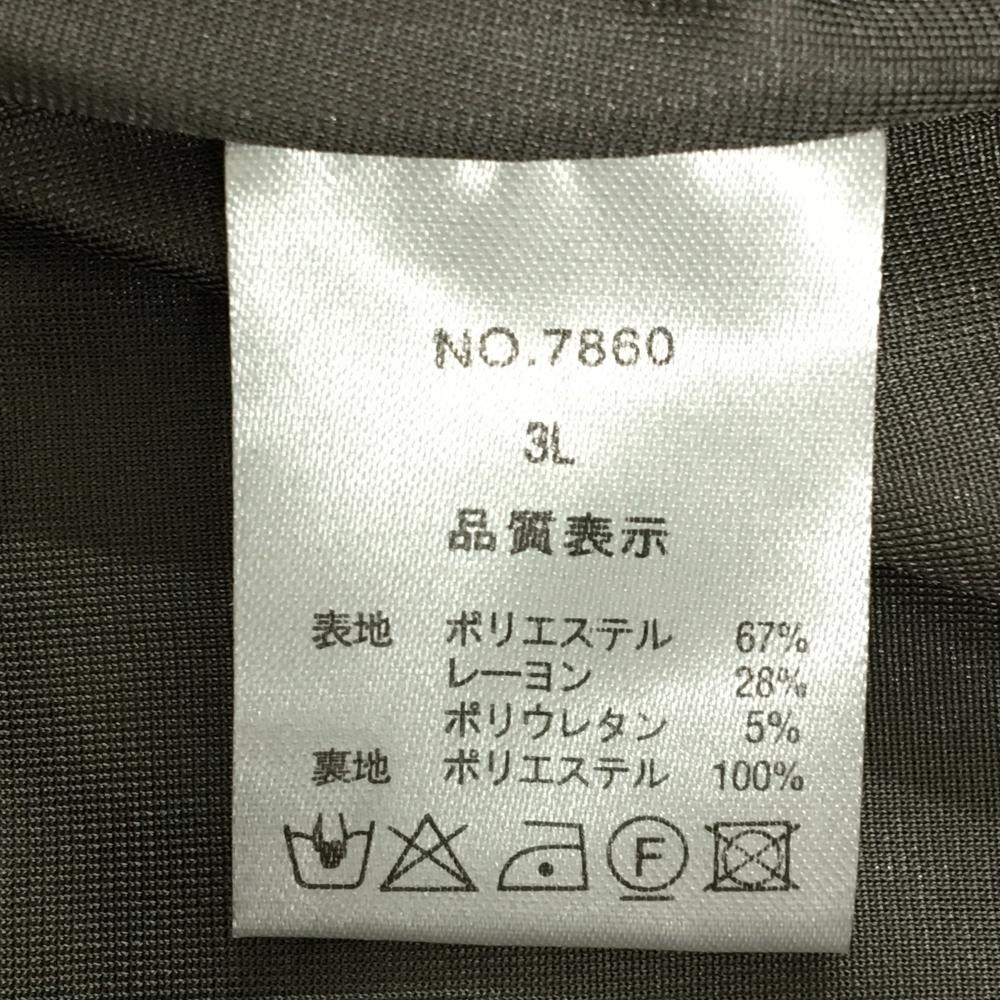 NO.7860
3L
品質表示
表地 ポリエステル 67%
レーヨン 28%
ポリウレタン 5%
裏地 ポリエステル 100%
F